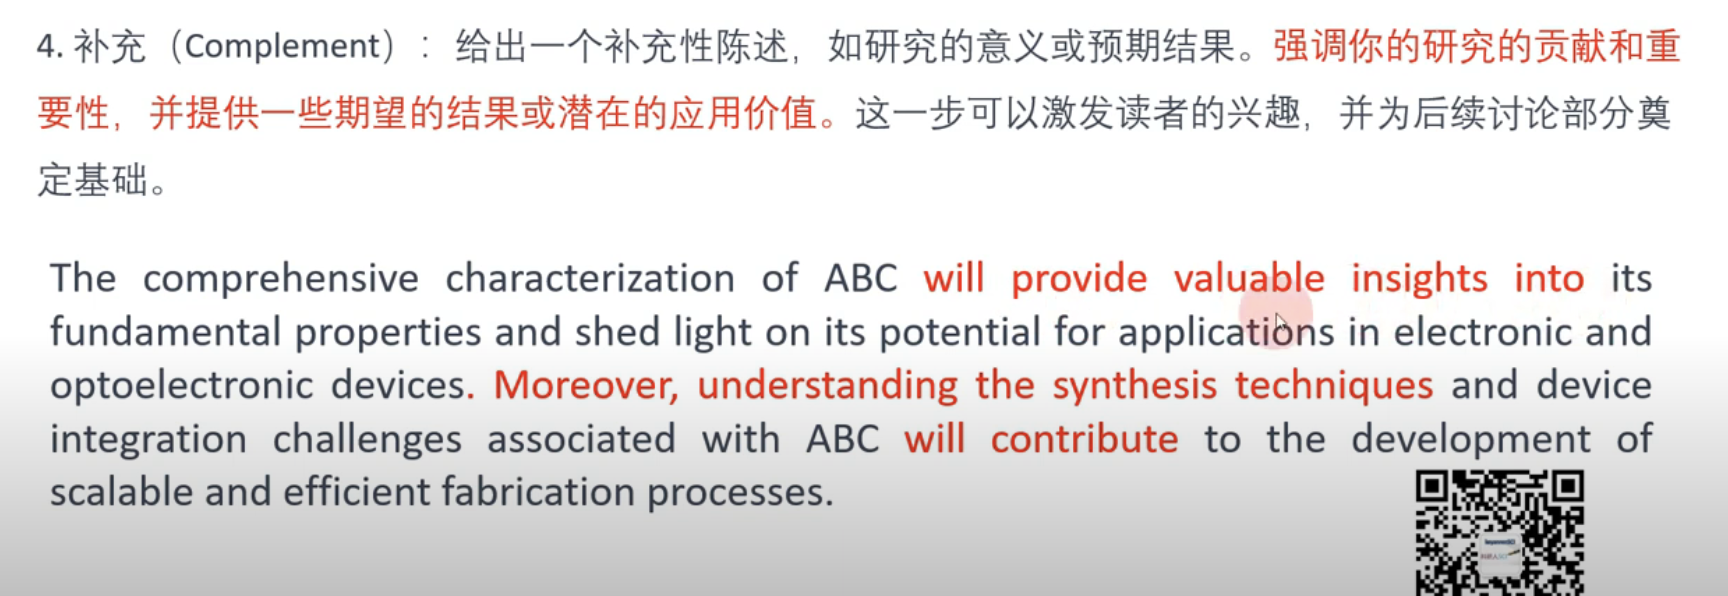 4. 补充（Complement）：给出一个补充性陈述，如研究的意义或预期结果。强调你的研究的贡献和重
要性，并提供一些期望的结果或潜在的应用价值。这一步可以激发读者的兴趣，并为后续讨论部分奠
定基础。
The comprehensive characterization of ABC will provide valuable insights into its
fundamental properties and shed light on its potential for applications in electronic and
optoelectronic devices. Moreover, understanding the synthesis techniques and device
integration challenges associated with ABC will contribute to the development of
scalable and efficient fabrication processes.